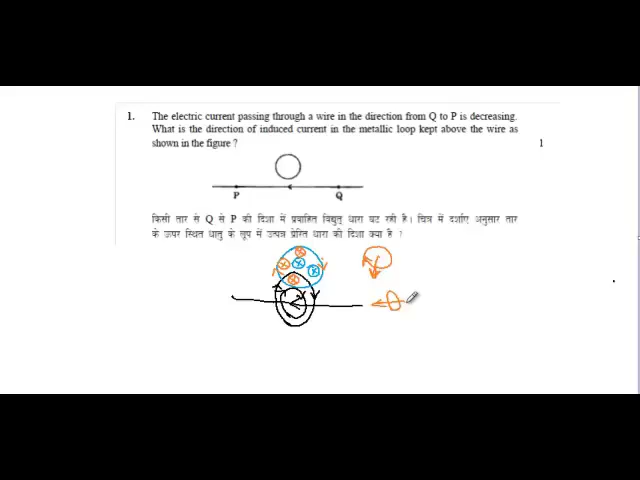 1. The electric current passing through a wire in the direction from Q to P is decreasing.
What is the direction of induced current in the metallic loop kept above the wire as
shown in the figure ? 1
P Q
किसी तार से Q से P की दिशा में प्रवाहित विद्युत् धारा घट रही है। चित्र में दर्शाए अनुसार तार
के ऊपर स्थित धातु के लूप में उत्पन्न प्रेरित धारा की दिशा क्या है ?